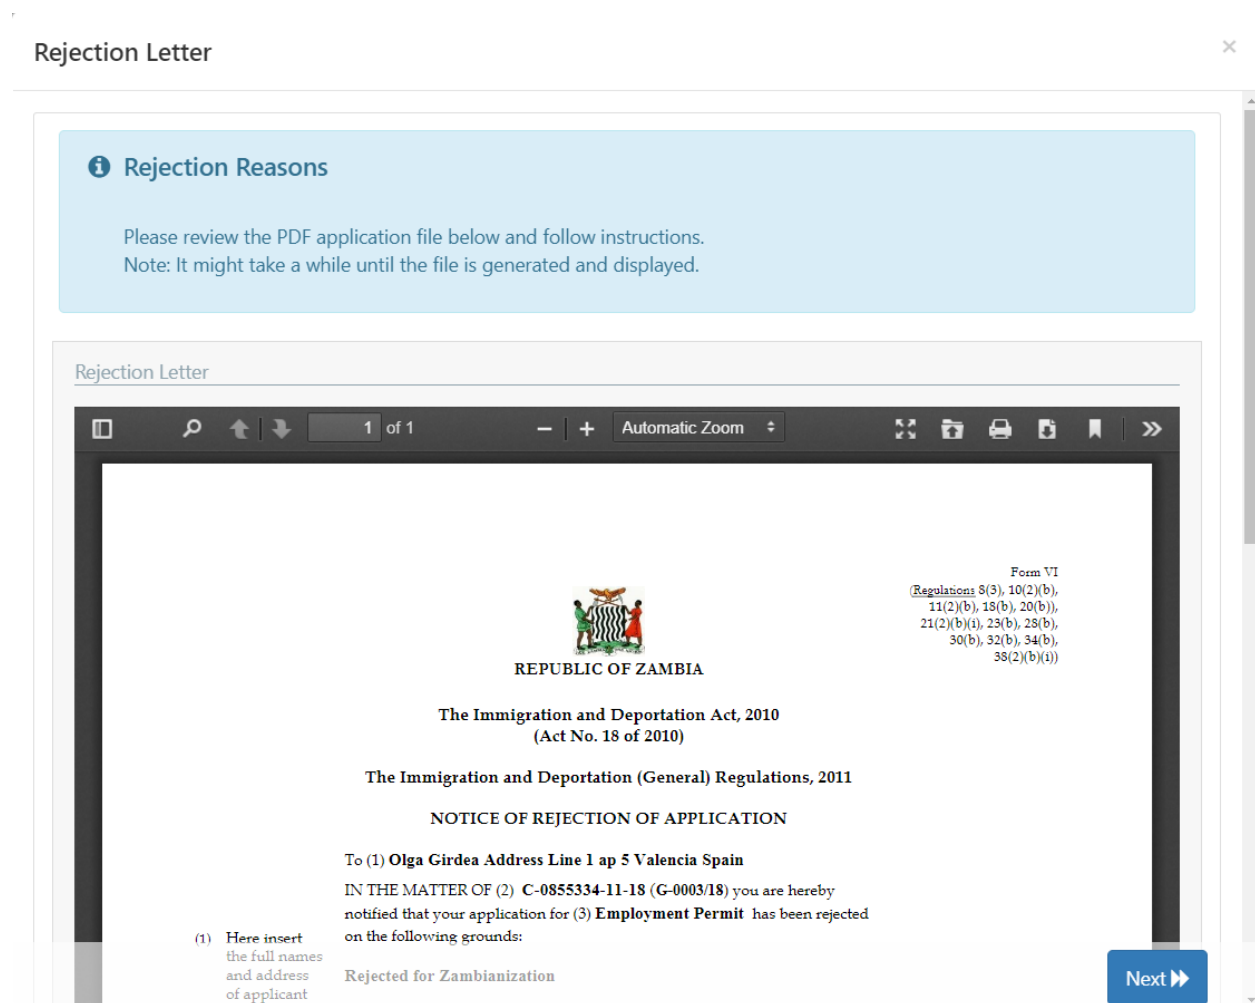 Rejection Letter
×
Rejection Reasons
Please review the PDF application file below and follow instructions.
Note: It might take a while until the file is generated and displayed.
Rejection Letter
1 of 1
Automatic Zoom
Form VI
(Regulations 8(3), 10(2)(b),
11(2)(b), 18(b), 20(b)),
21(2)(b)(i), 23(b), 28(b),
30(b), 32(b), 34(b),
38(2)(b)(i))
REPUBLIC OF ZAMBIA
The Immigration and Deportation Act, 2010
(Act No. 18 of 2010)
The Immigration and Deportation (General) Regulations, 2011
NOTICE OF REJECTION OF APPLICATION
To (1) Olga Girdea Address Line 1 ap 5 Valencia Spain
IN THE MATTER OF (2) C-0855334-11-18 (G-0003/18) you are hereby
notified that your application for (3) Employment Permit has been rejected
on the following grounds:
(1) Here insert
the full names
and address
of applicant
Rejected for Zambianization
Next